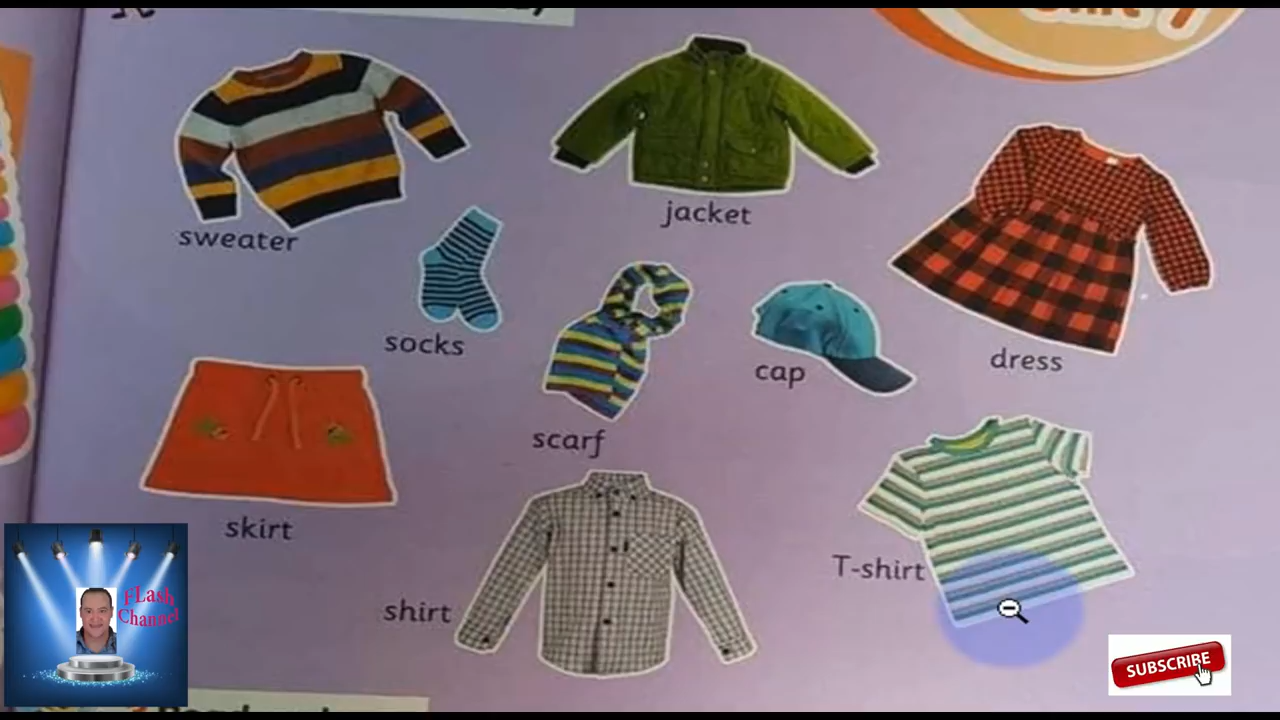 sweater
jacket
socks
scarf
cap
dress
skirt
shirt
T-shirt
FLash
Channel
SUBSCRIBE